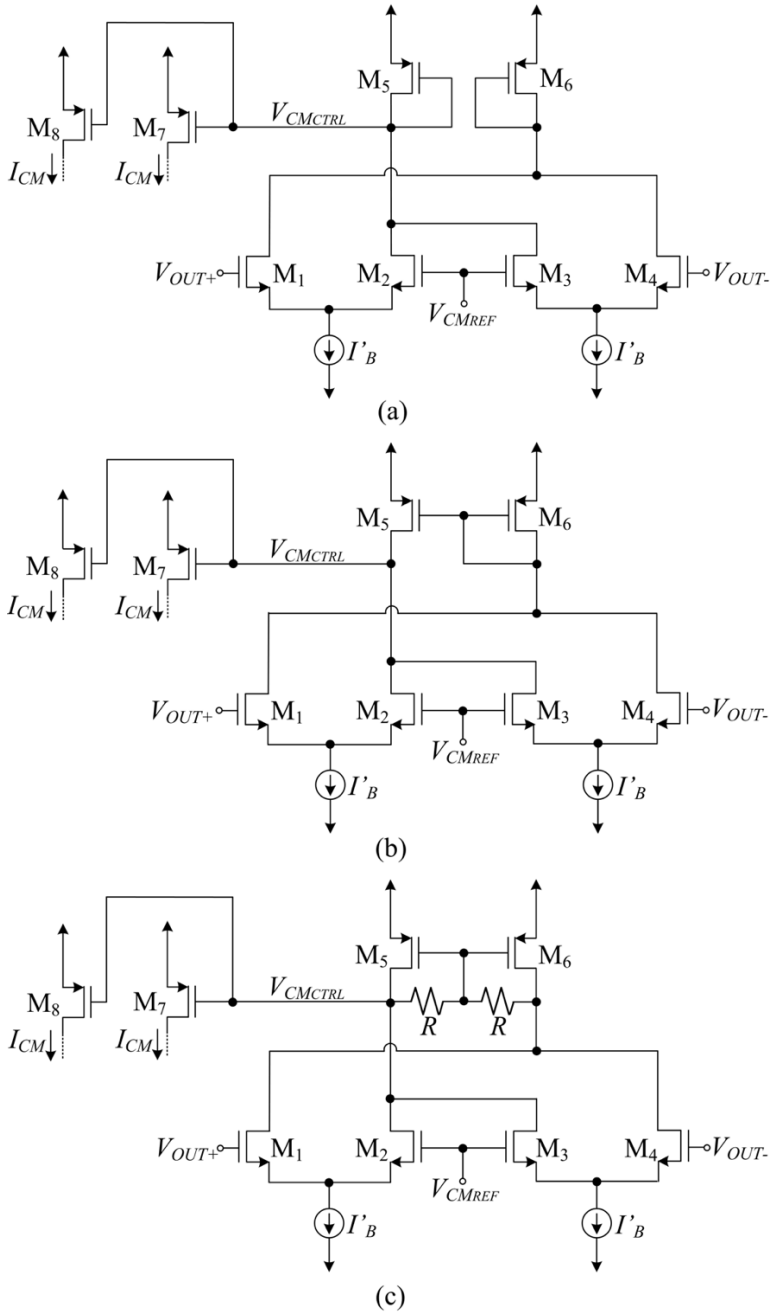 M5 M6
M8 M7 VCMCTRL
ICM ICM
VOUT+ M1 M2 M3 M4 VOUT-
VCMREF
I'B I'B
(a)
M5 M6
M8 M7 VCMCTRL
ICM ICM
VOUT+ M1 M2 M3 M4 VOUT-
VCMREF
I'B I'B
(b)
M5 M6
M8 M7 VCMCTRL
R R
ICM ICM
VOUT+ M1 M2 M3 M4 VOUT-
VCMREF
I'B I'B
(c)